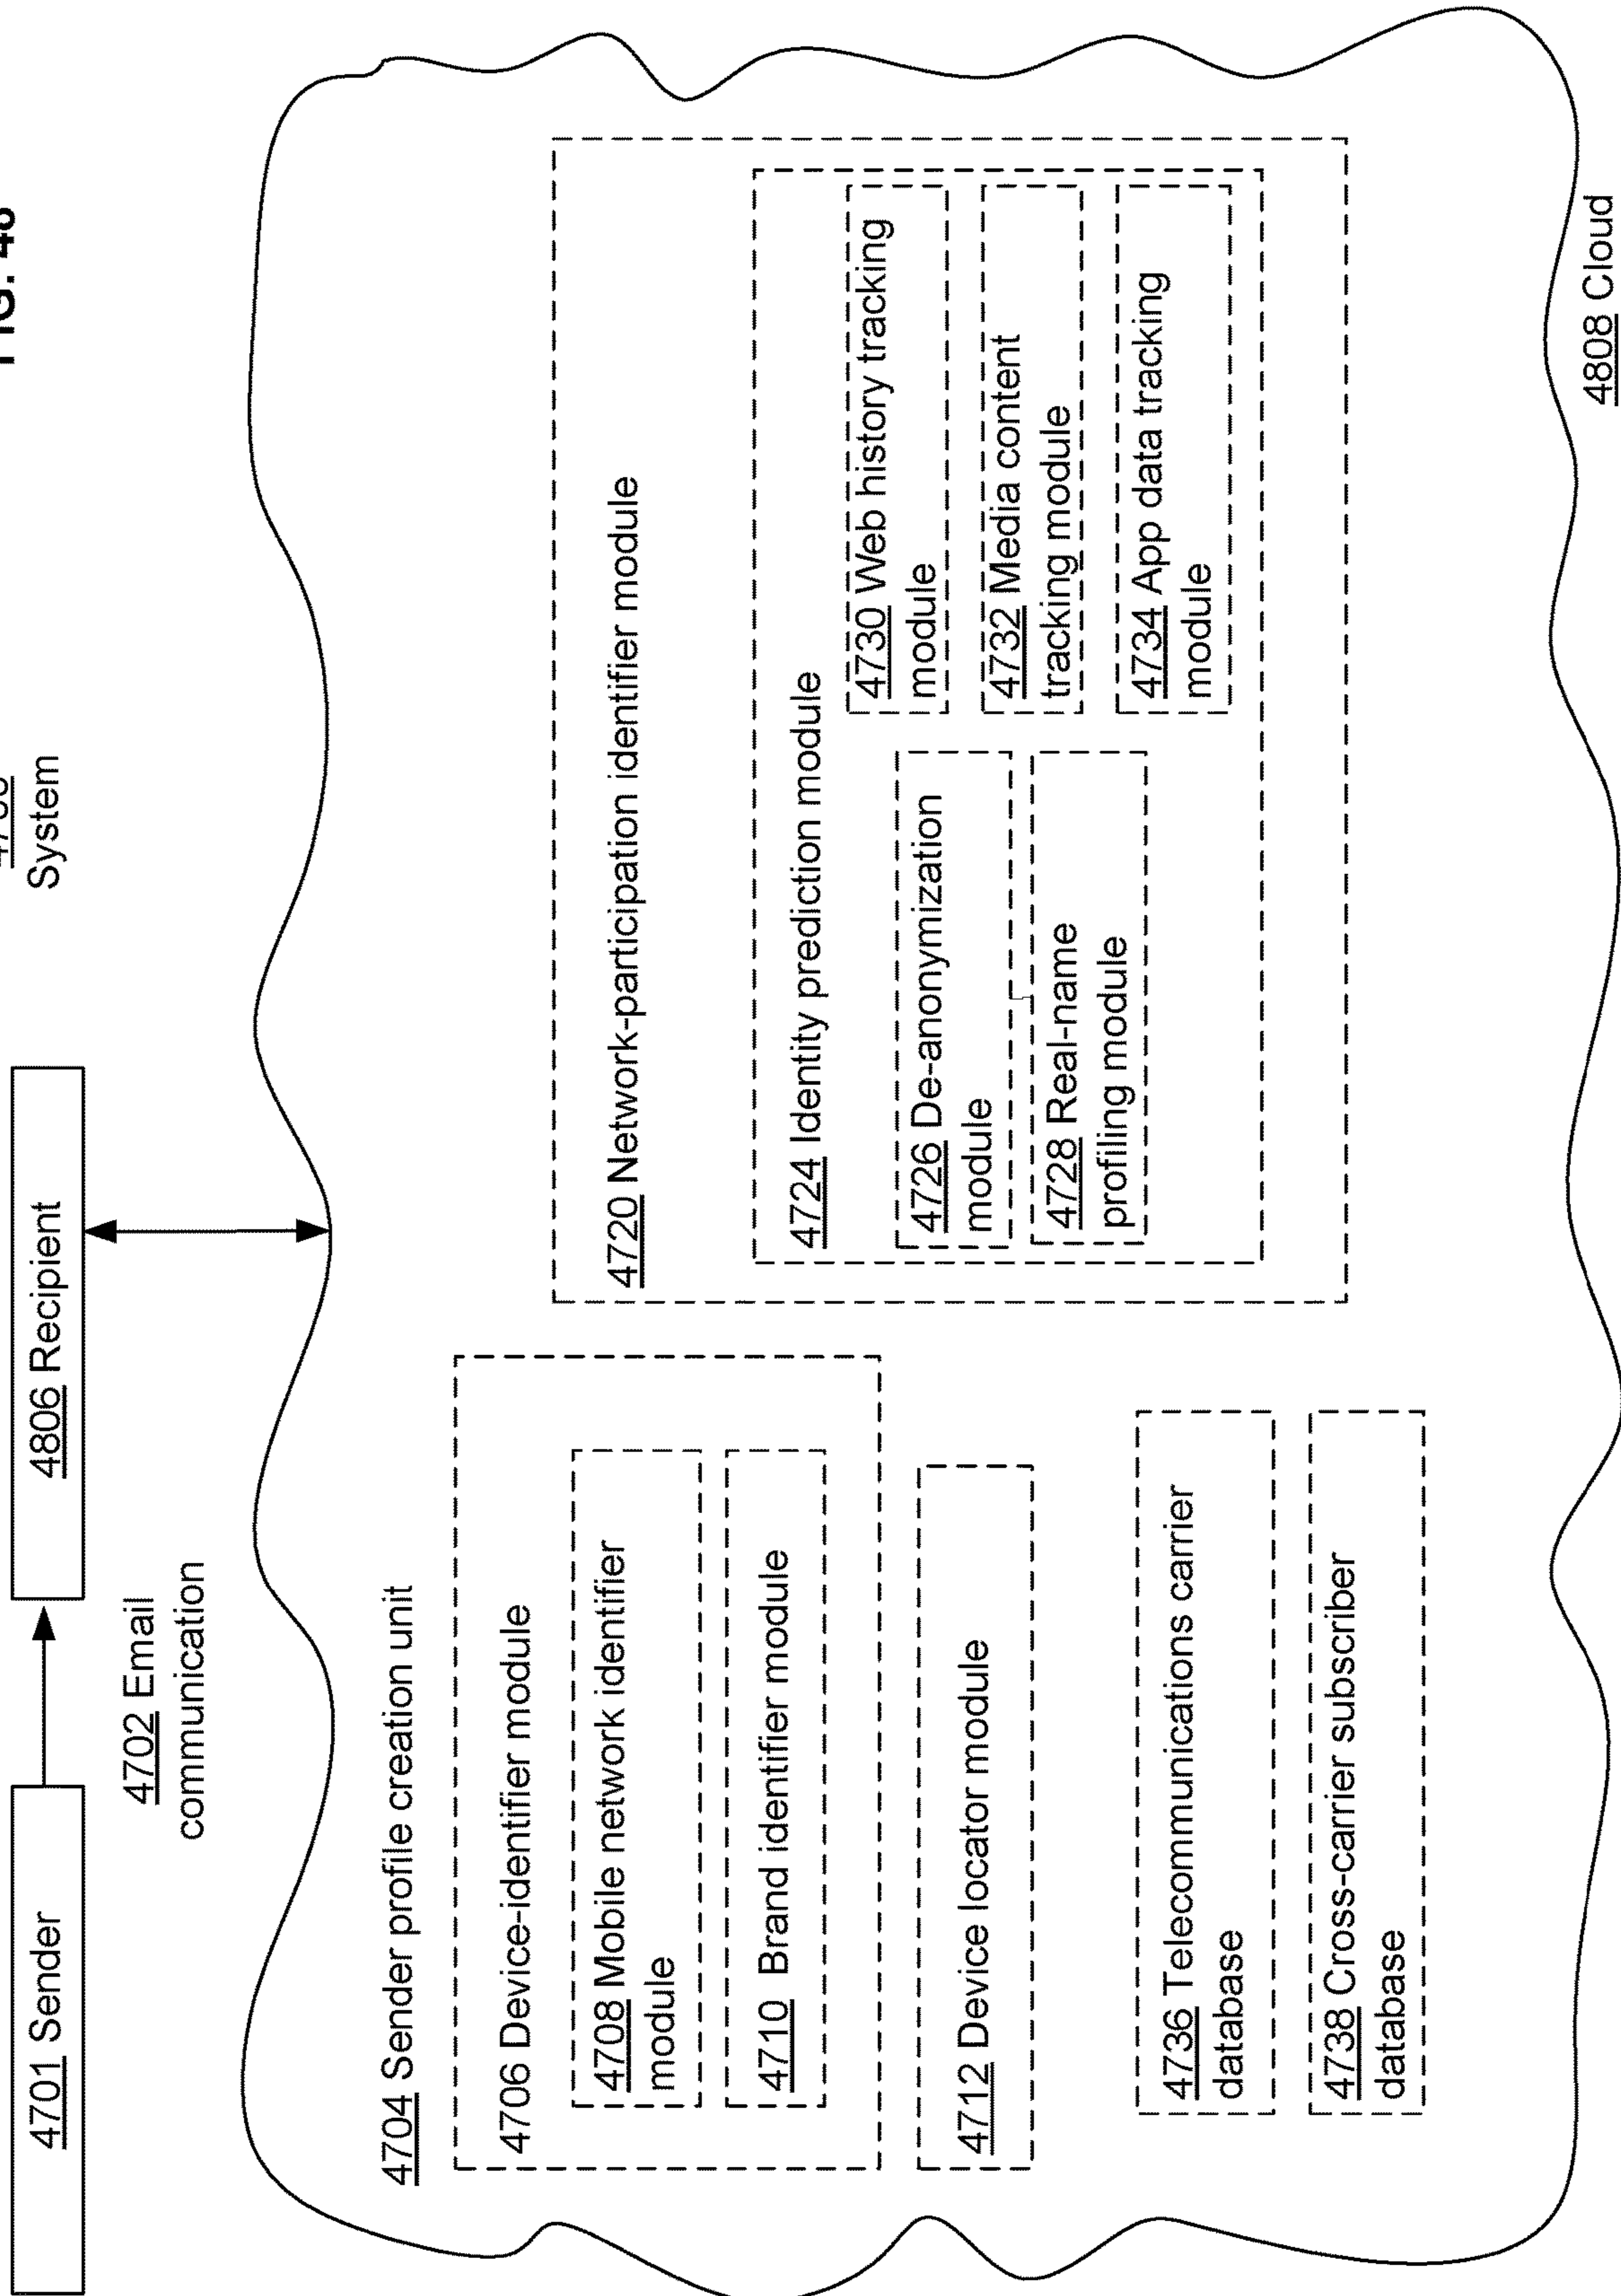 FIG. 48
System
4701 Sender
4806 Recipient
4702 Email
communication
4704 Sender profile creation unit
4706 Device-identifier module
4708 Mobile network identifier
module
4710 Brand identifier module
4712 Device locator module
4736 Telecommunications carrier
database
4738 Cross-carrier subscriber
database
4720 Network-participation identifier module
4724 Identity prediction module
4726 De-anonymization
module
4728 Real-name
profiling module
4730 Web history tracking
module
4732 Media content
tracking module
4734 App data tracking
module
4808 Cloud